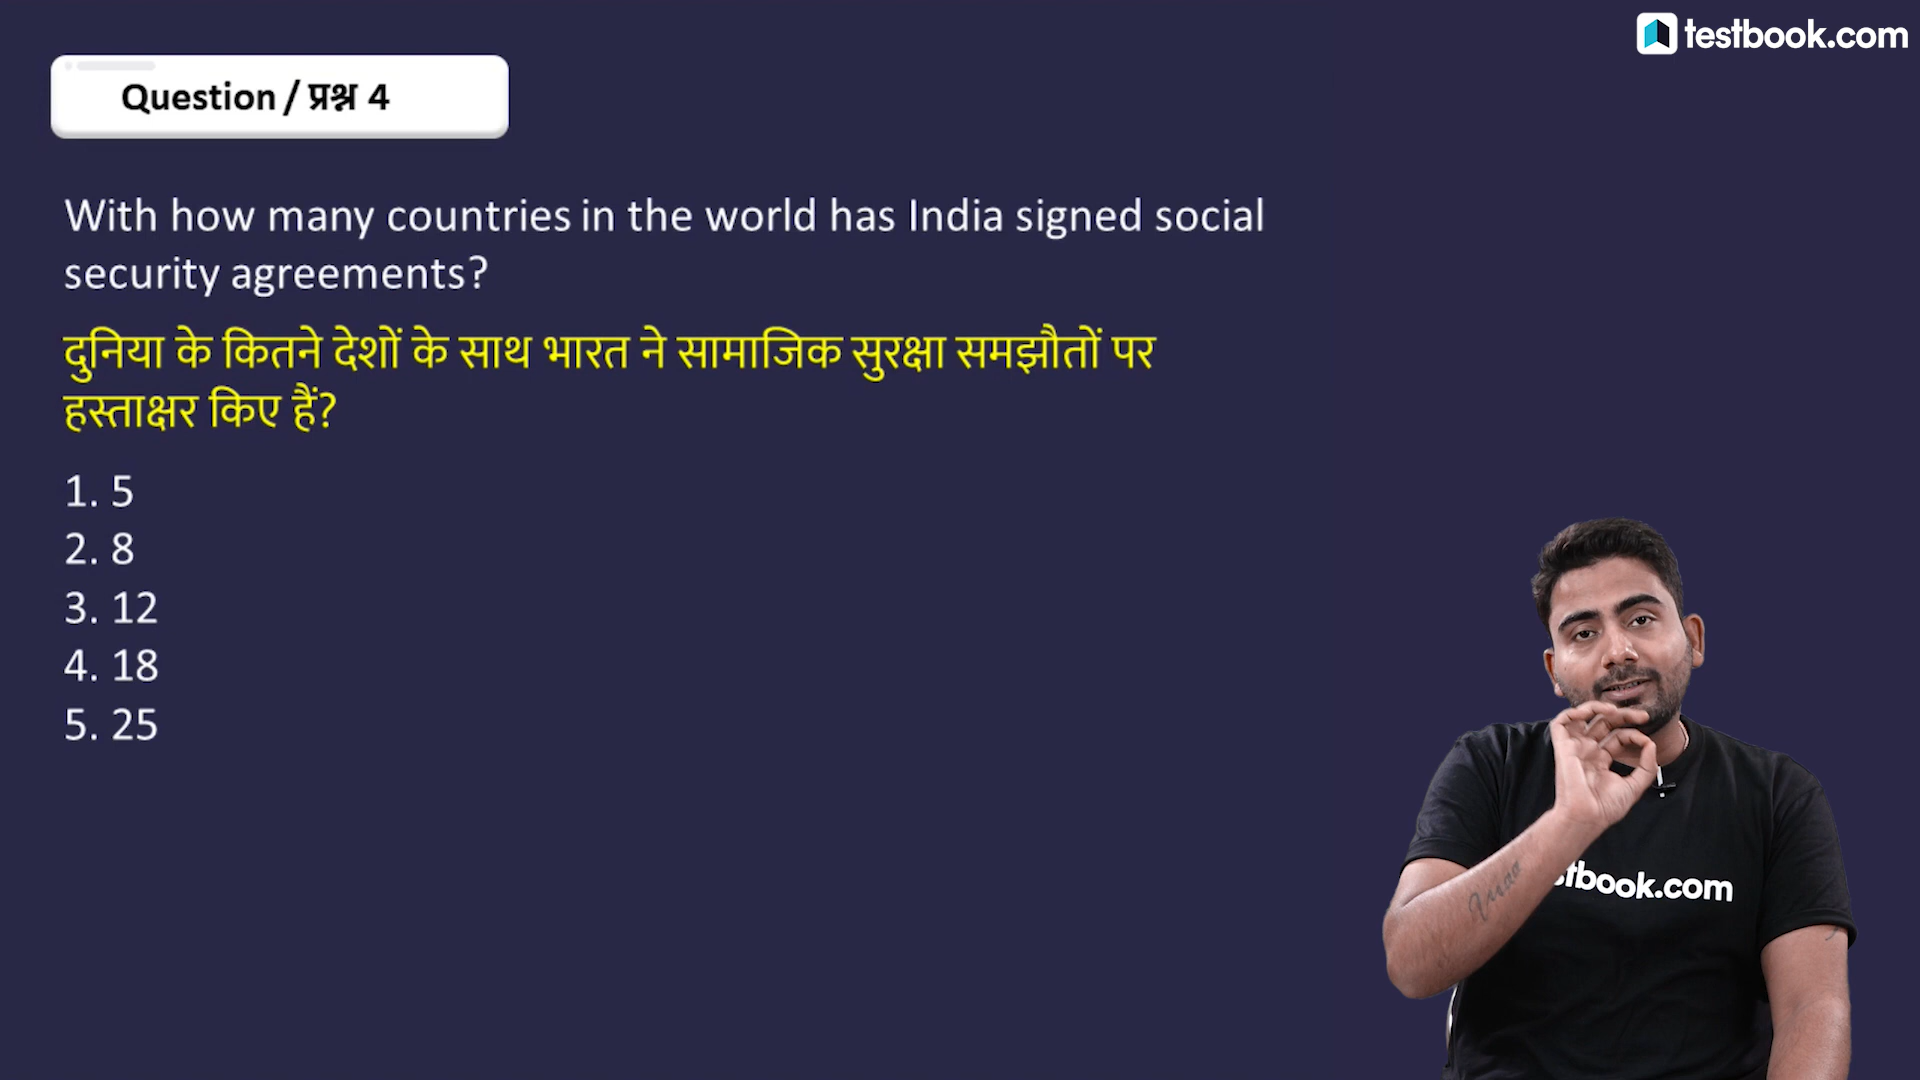 testbook.com
Question / प्रश्न 4
With how many countries in the world has India signed social
security agreements?
दुनिया के कितने देशों के साथ भारत ने सामाजिक सुरक्षा समझौतों पर
हस्ताक्षर किए हैं?
1. 5
2. 8
3. 12
4. 18
5. 25
stbook.com